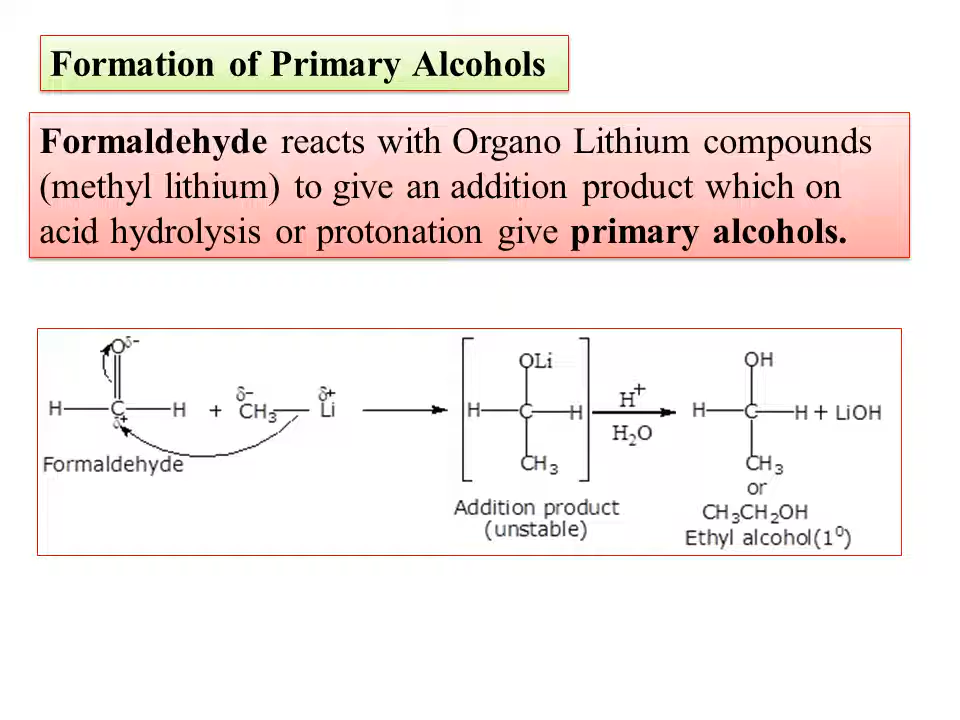 Formation of Primary Alcohols
Formaldehyde reacts with Organo Lithium compounds
(methyl lithium) to give an addition product which on
acid hydrolysis or protonation give primary alcohols.
Oδ− OLi OH
H—C—H + CH₃—Li H—C—H H⁺ H—C—H + LiOH
δ+ δ− δ+ H₂O
Formaldehyde CH₃ CH₃
or
Addition product CH₃CH₂OH
(unstable) Ethyl alcohol(1⁰)